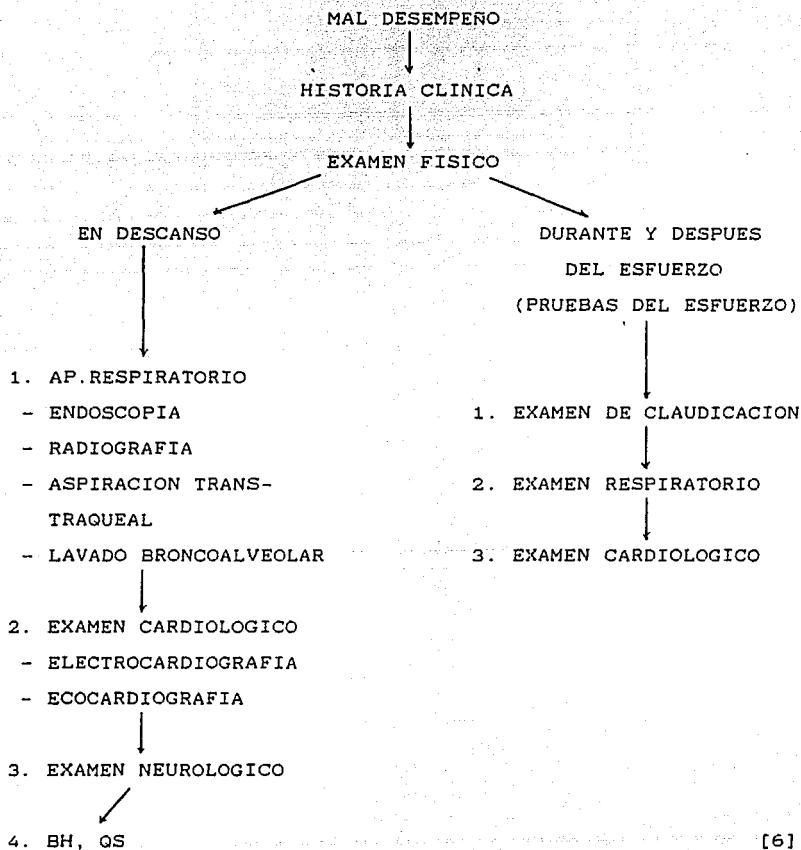 MAL DESEMPEÑO
HISTORIA CLINICA
EXAMEN FISICO
EN DESCANSO
1. AP.RESPIRATORIO
- ENDOSCOPIA
- RADIOGRAFIA
- ASPIRACION TRANS-
TRAQUEAL
- LAVADO BRONCOALVEOLAR
2. EXAMEN CARDIOLOGICO
- ELECTROCARDIOGRAFIA
- ECOCARDIOGRAFIA
3. EXAMEN NEUROLOGICO
4. BH, QS
DURANTE Y DESPUES
DEL ESFUERZO
(PRUEBAS DEL ESFUERZO)
1. EXAMEN DE CLAUDICACION
2. EXAMEN RESPIRATORIO
3. EXAMEN CARDIOLOGICO
[6]